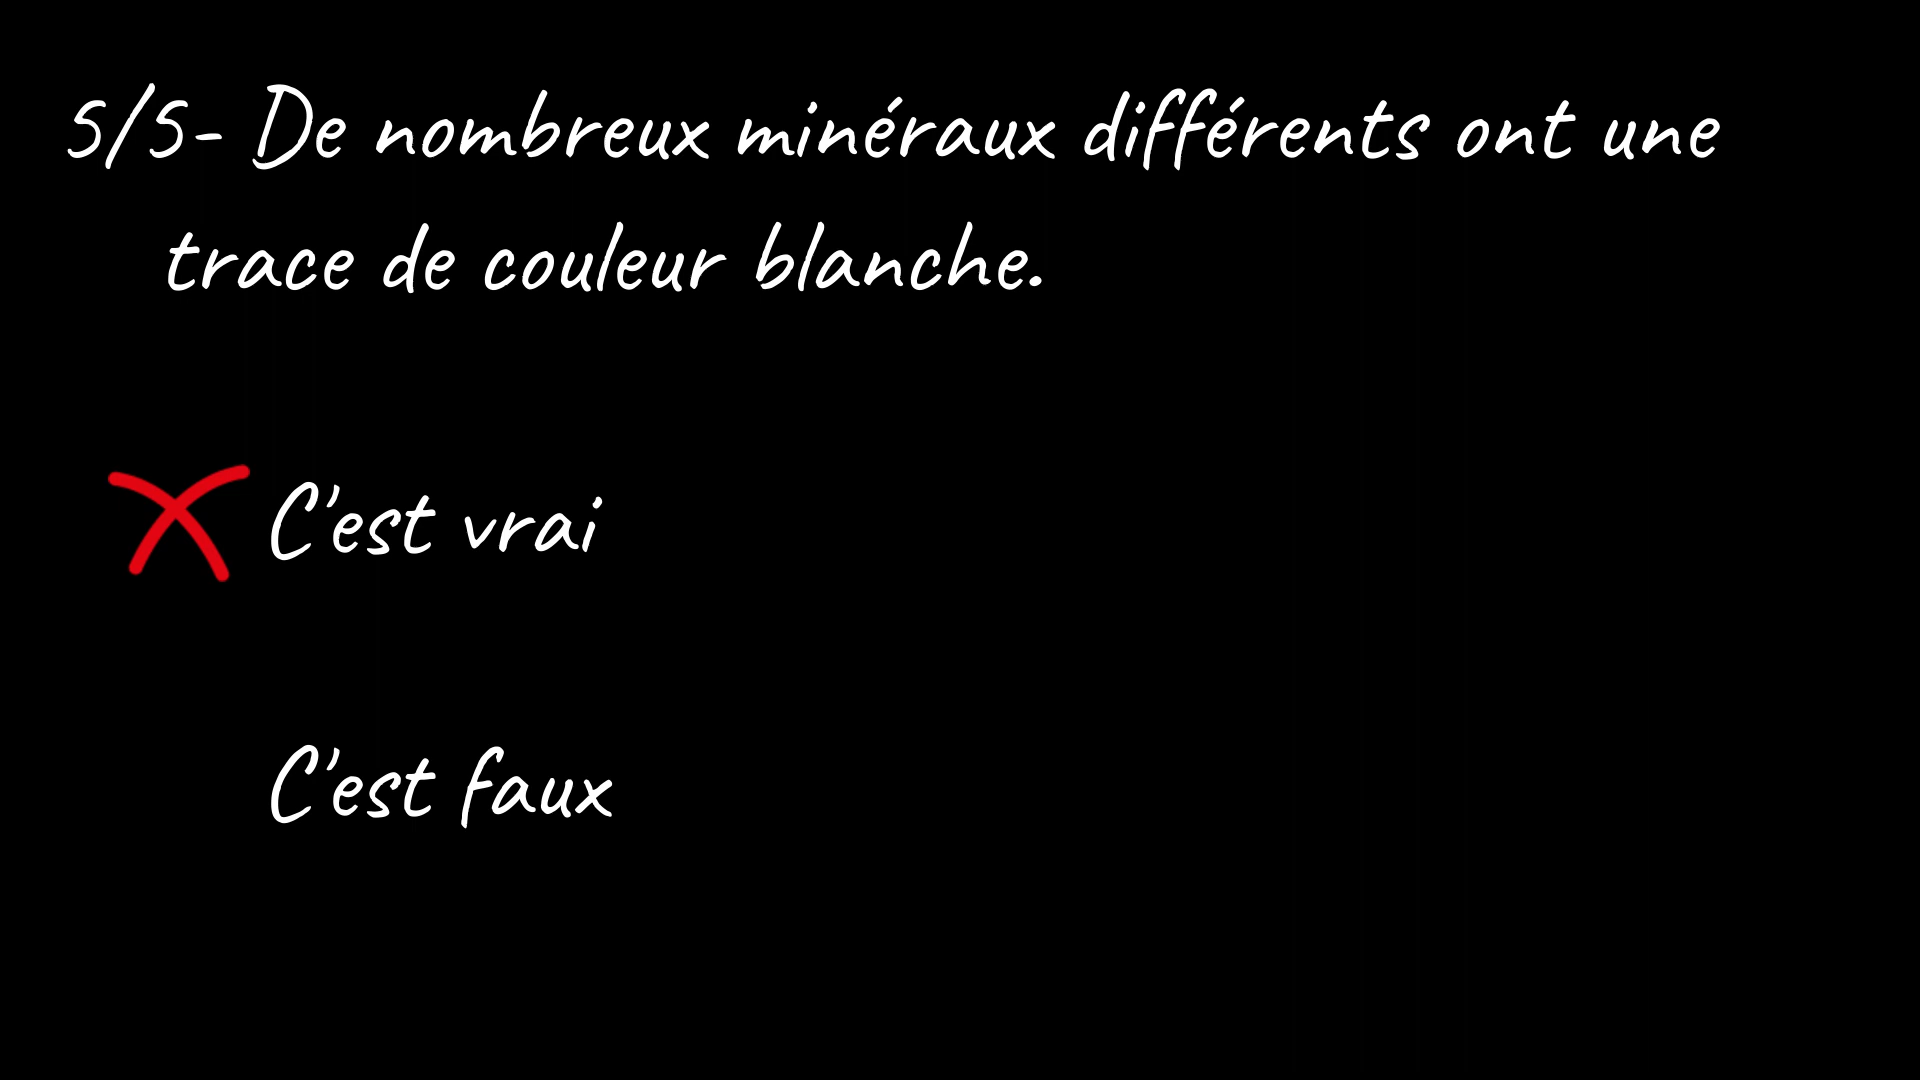 5/5- De nombreux minéraux différents ont une
trace de couleur blanche.
C'est vrai
C'est faux